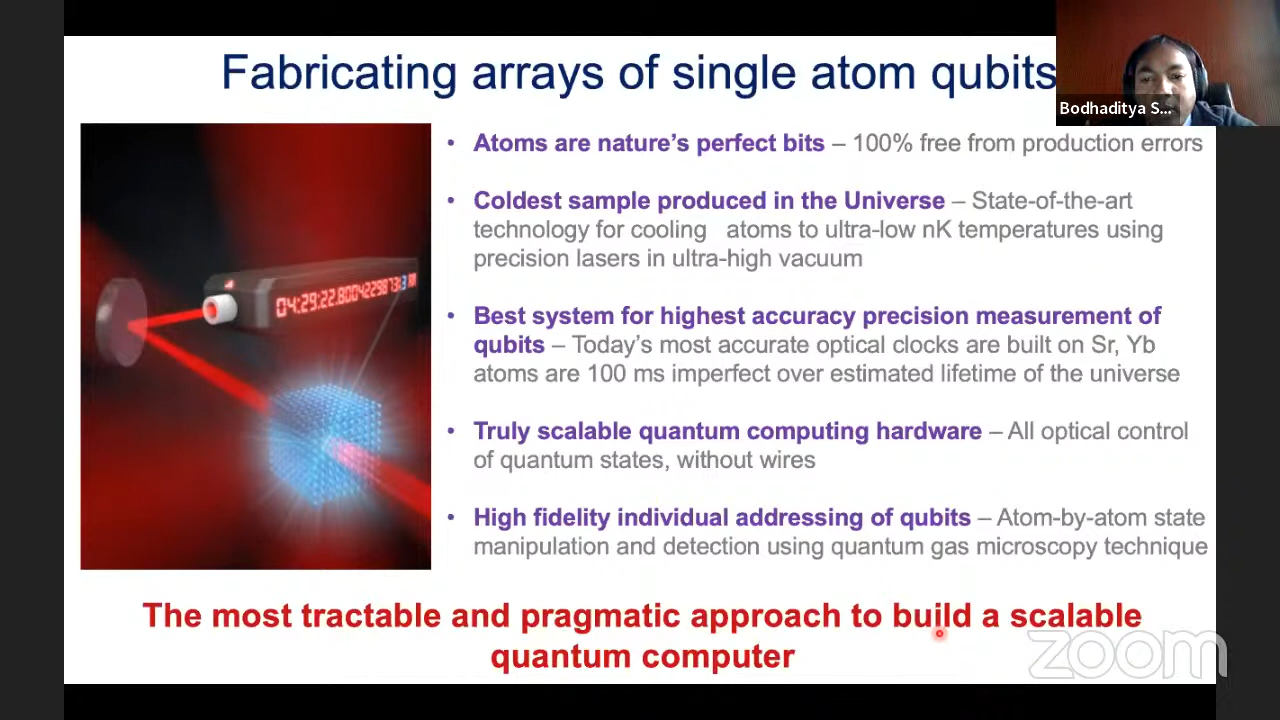 Fabricating arrays of single atom qubits
Bodhaditya S...
• Atoms are nature's perfect bits – 100% free from production errors
• Coldest sample produced in the Universe – State-of-the-art
technology for cooling atoms to ultra-low nK temperatures using
precision lasers in ultra-high vacuum
• Best system for highest accuracy precision measurement of
qubits – Today's most accurate optical clocks are built on Sr, Yb
atoms are 100 ms imperfect over estimated lifetime of the universe
• Truly scalable quantum computing hardware – All optical control
of quantum states, without wires
• High fidelity individual addressing of qubits – Atom-by-atom state
manipulation and detection using quantum gas microscopy technique
The most tractable and pragmatic approach to build a scalable
quantum computer
zoom